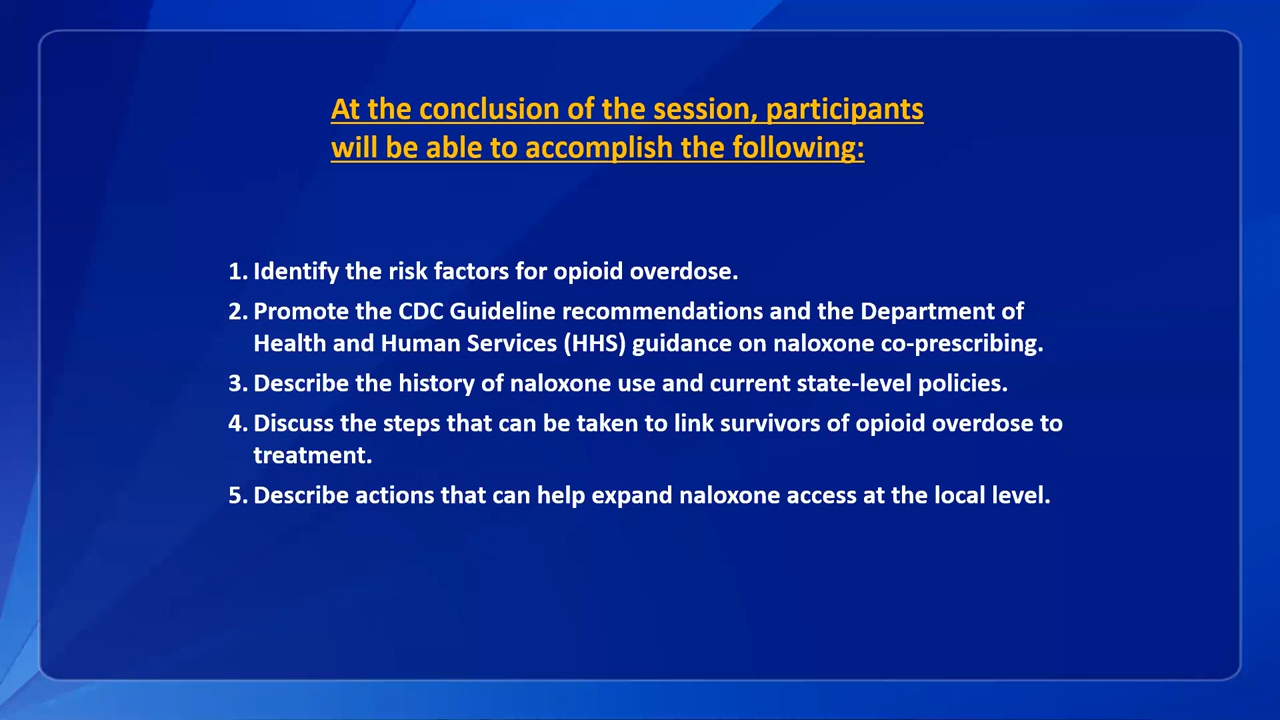 At the conclusion of the session, participants
will be able to accomplish the following:
1. Identify the risk factors for opioid overdose.
2. Promote the CDC Guideline recommendations and the Department of
Health and Human Services (HHS) guidance on naloxone co-prescribing.
3. Describe the history of naloxone use and current state-level policies.
4. Discuss the steps that can be taken to link survivors of opioid overdose to
treatment.
5. Describe actions that can help expand naloxone access at the local level.